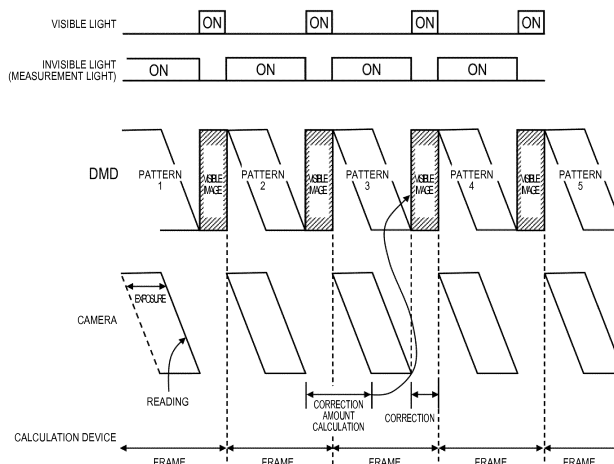 VISIBLE LIGHT
ON ON ON ON
INVISIBLE LIGHT
(MEASUREMENT LIGHT)
ON ON ON ON
DMD
PATTERN
1
VISIBLE
IMAGE
PATTERN
2
VISIBLE
IMAGE
PATTERN
3
VISIBLE
IMAGE
PATTERN
4
VISIBLE
IMAGE
PATTERN
5
CAMERA
EXPOSURE
READING
CORRECTION
AMOUNT
CALCULATION
CORRECTION
CALCULATION DEVICE
FRAME FRAME FRAME FRAME FRAME